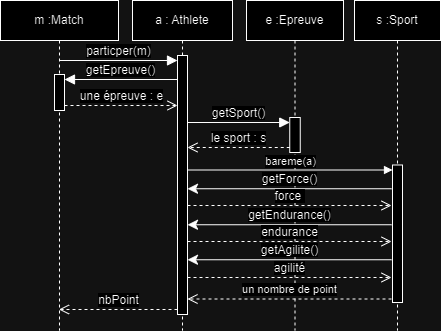 m :Match
a : Athlete
e : Epreuve
s :Sport
particper(m)
getEpreuve()
une épreuve : e
getSport()
le sport : s
bareme(a)
getForce()
force
getEndurance()
endurance
getAgilite()
agilité
un nombre de point
nbPoint